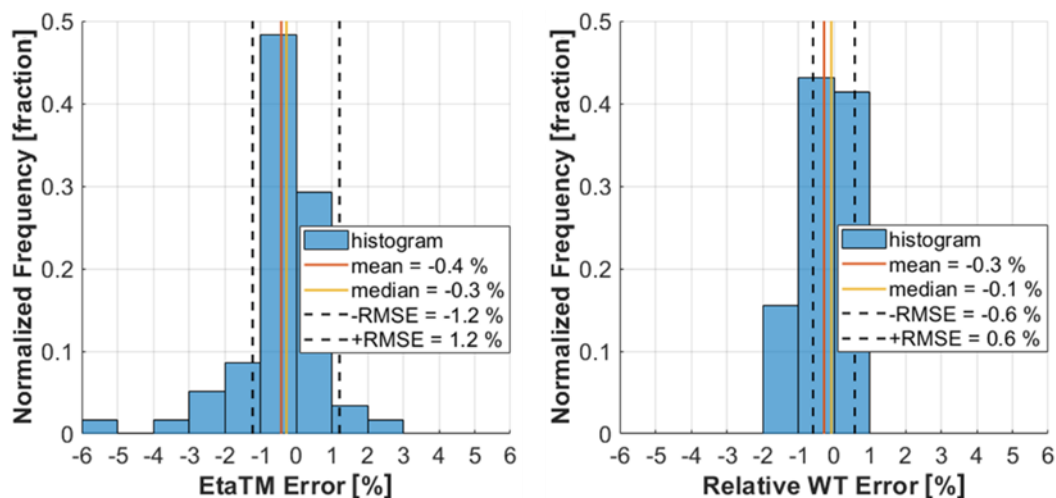 Normalized Frequency [fraction]
0.5
0.4
0.3
0.2
0.1
0
-6 -5 -4 -3 -2 -1 0 1 2 3 4 5 6
EtaTM Error [%]
histogram
mean = -0.4 %
median = -0.3 %
-RMSE = -1.2 %
+RMSE = 1.2 %
Normalized Frequency [fraction]
0.5
0.4
0.3
0.2
0.1
0
-6 -5 -4 -3 -2 -1 0 1 2 3 4 5 6
Relative WT Error [%]
histogram
mean = -0.3 %
median = -0.1 %
-RMSE = -0.6 %
+RMSE = 0.6 %